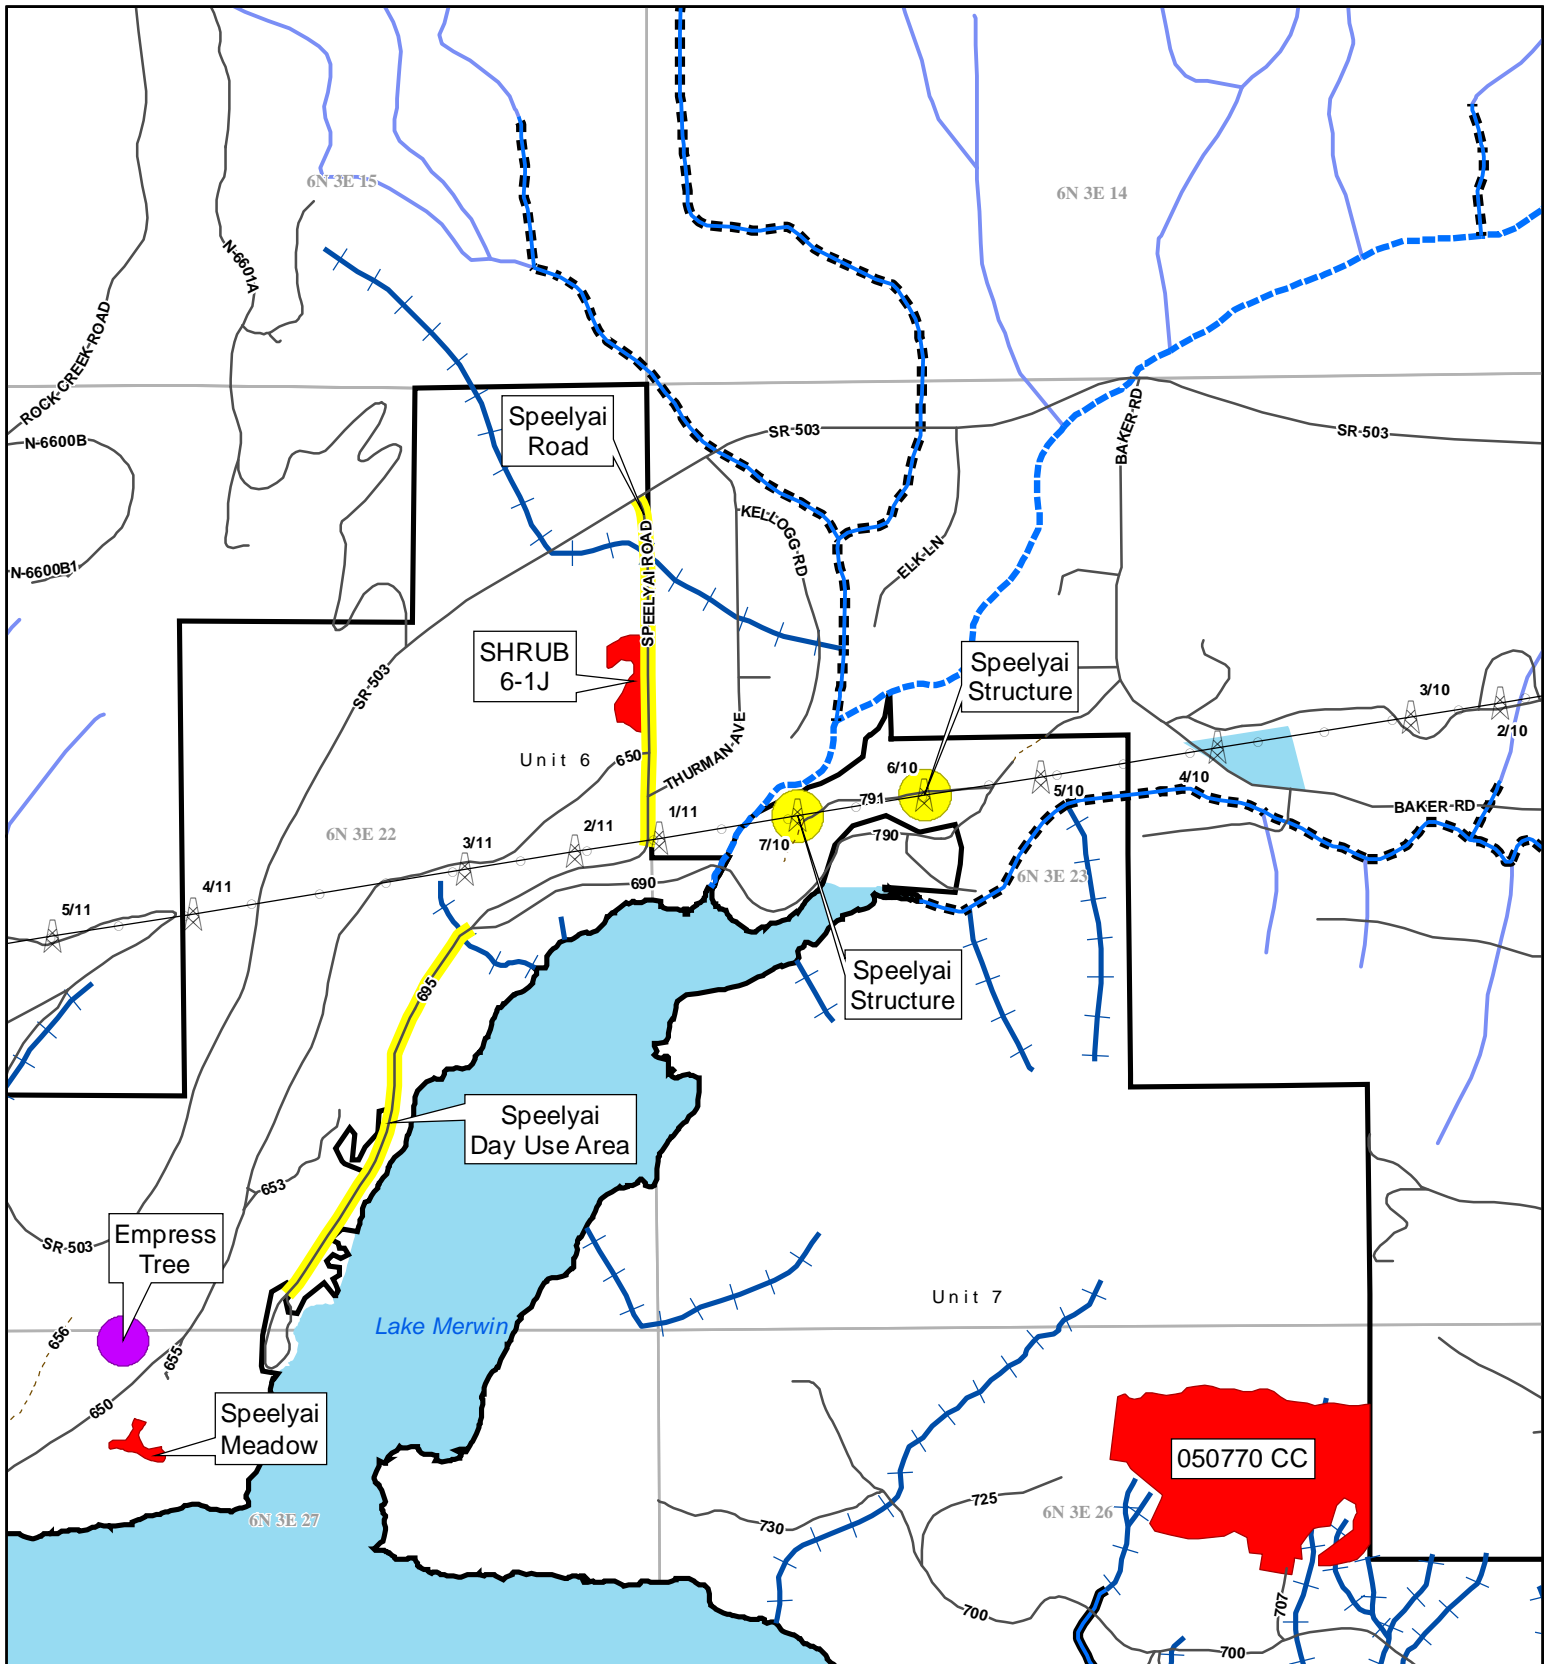 6N 3E 15
6N 3E 14
N-6601A
ROCK-CREEK-ROAD
N-6600B
N-6600B1
Speelyai
Road
SR-503
SR-503
BAKER-RD
KELLOGG-RD
ELK-LN
SPEELYAI-ROAD
SHRUB
6-1J
SR-503
Speelyai
Structure
3/10
2/10
Unit 6
650
THURMAN-AVE
6/10
791
5/10
4/10
BAKER-RD
6N 3E 22
3/11
2/11
1/11
7/10
790
4/11
5/11
690
6N 3E 23
695
Speelyai
Structure
Speelyai
Day Use Area
653
SR-503
Empress
Tree
656
655
Lake Merwin
Unit 7
650
Speelyai
Meadow
050770 CC
6N 3E 27
730
725
6N 3E 26
700
707
700